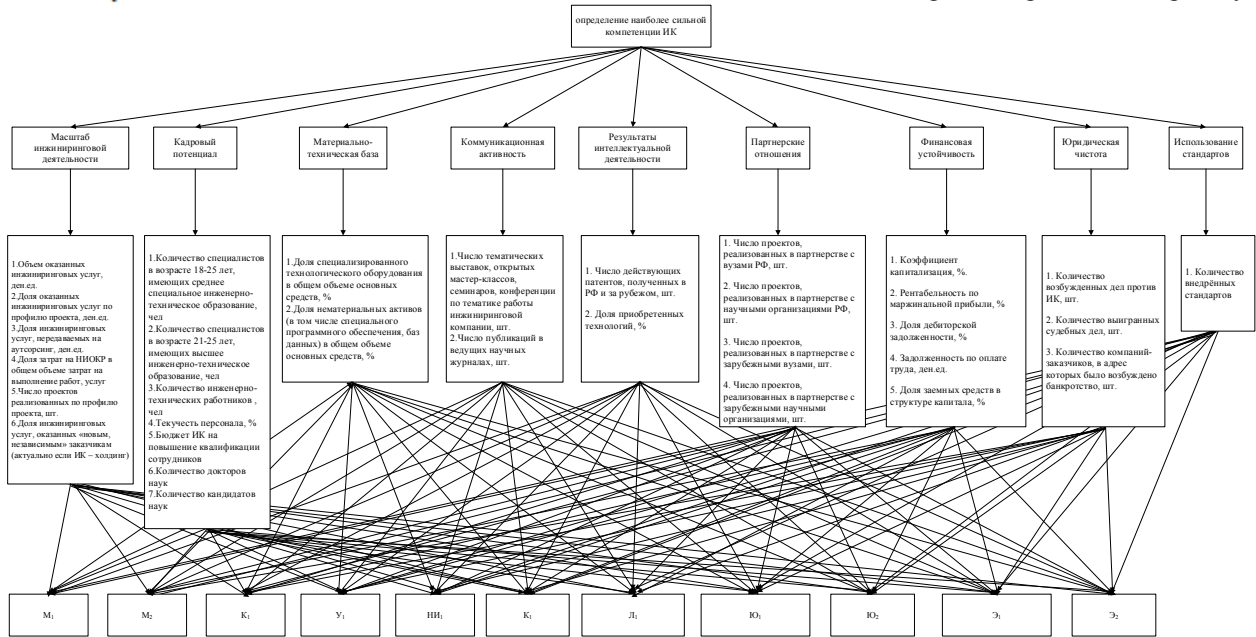 определение наиболее сильной
компетенции ИК
Масштаб
инжиниринговой
деятельности
Кадровый
потенциал
Материально-
техническая база
Коммуникационная
активность
Результаты
интеллектуальной
деятельности
Партнерские
отношения
Финансовая
устойчивость
Юридическая
чистота
Использование
стандартов
1.Объем оказанных
инжиниринговых услуг,
ден.ед.
2.Доля оказанных
инжиниринговых услуг по
профилю проекта, ден.ед.
3.Доля инжиниринговых
услуг, передаваемых на
аутсорсинг, ден.ед.
4.Доля затрат на НИОКР в
общем объеме затрат на
выполнение работ, услуг
5.Число проектов
реализованных по профилю
проекта, шт.
6.Доля инжиниринговых
услуг, оказанных «новым,
независимым» заказчикам
(актуально если ИК – холдинг)
1.Количество специалистов
в возрасте 18-25 лет,
имеющих среднее
специальное инженерно-
техническое образование,
чел
2.Количество специалистов
в возрасте 21-25 лет,
имеющих высшее
инженерно-техническое
образование, чел
3.Количество инженерно-
технических работников ,
чел
4.Текучесть персонала, %
5.Бюджет ИК на
повышение квалификации
сотрудников
6.Количество докторов
наук
7.Количество кандидатов
наук
1.Доля специализированного
технологического оборудования
в общем объеме основных
средств, %
2.Доля нематериальных активов
(в том числе специального
программного обеспечения, баз
данных) в общем объеме
основных средств, %
1.Число тематических
выставок, открытых
мастер-классов,
семинаров, конференции
по тематике работы
инжиниринговой
компании, шт.
2.Число публикаций в
ведущих научных
журналах, шт.
1. Число действующих
патентов, полученных в
РФ и за рубежом, шт.
2. Доля приобретенных
технологий, %
1. Число проектов,
реализованных в партнерстве с
вузами РФ, шт.
2. Число проектов,
реализованных в партнерстве с
научными организациями РФ,
шт.
3. Число проектов,
реализованных в партнерстве с
зарубежными вузами, шт.
4. Число проектов,
реализованных в партнерстве с
зарубежными научными
организациями, шт.
1. Коэффициент
капитализация, %.
2. Рентабельность по
маржинальной прибыли, %
3. Доля дебиторской
задолженности, %
4. Задолженность по оплате
труда, ден.ед.
5. Доля заемных средств в
структуре капитала, %
1. Количество
возбужденных дел против
ИК, шт.
2. Количество выигранных
судебных дел, шт.
3. Количество компаний-
заказчиков, в адрес
которых было возбуждено
банкротство, шт.
1. Количество
внедрённых
стандартов
М₁ М₂ К₁ У₁ НИ₁ К₁ Л₁ Ю₁ Ю₂ Э₁ Э₂